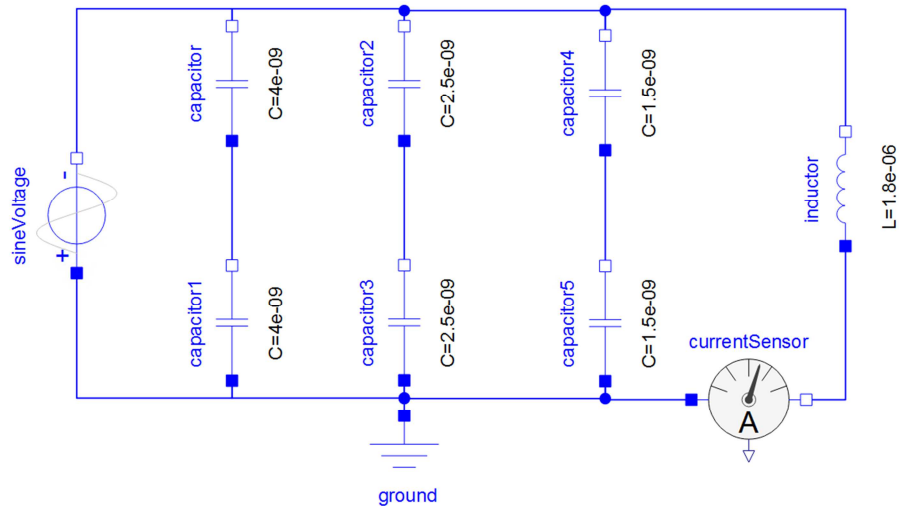 capacitor
C=4e-09
capacitor2
C=2.5e-09
capacitor4
C=1.5e-09
sineVoltage
-
+
inductor
L=1.8e-06
capacitor1
C=4e-09
capacitor3
C=2.5e-09
capacitor5
C=1.5e-09
currentSensor
A
ground